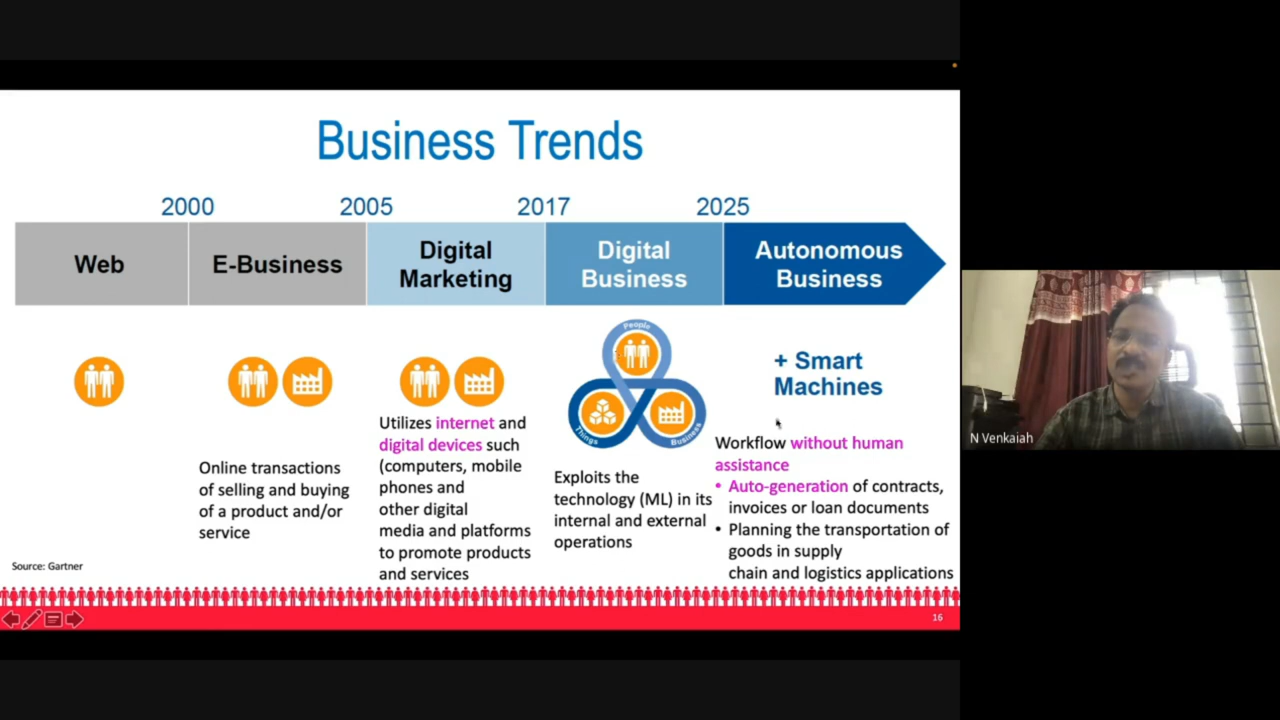 Business Trends
2000
2005
2017
2025
Web
E-Business
Digital
Marketing
Digital
Business
Autonomous
Business
People
Things
Business
+ Smart
Machines
Online transactions
of selling and buying
of a product and/or
service
Utilizes internet and
digital devices such
(computers, mobile
phones and
other digital
media and platforms
to promote products
and services
Exploits the
technology (ML) in its
internal and external
operations
Workflow without human
assistance
• Auto-generation of contracts,
invoices or loan documents
• Planning the transportation of
goods in supply
chain and logistics applications
Source: Gartner
16
N Venkaiah